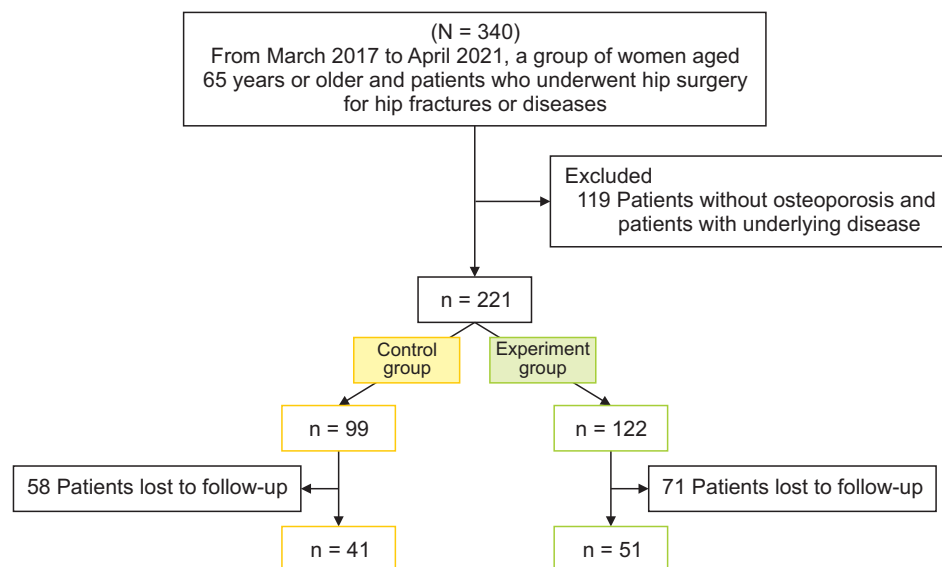 (N = 340)
From March 2017 to April 2021, a group of women aged
65 years or older and patients who underwent hip surgery
for hip fractures or diseases
Excluded
119 Patients without osteoporosis and
patients with underlying disease
n = 221
Control
group
Experiment
group
n = 99
n = 122
58 Patients lost to follow-up
71 Patients lost to follow-up
n = 41
n = 51